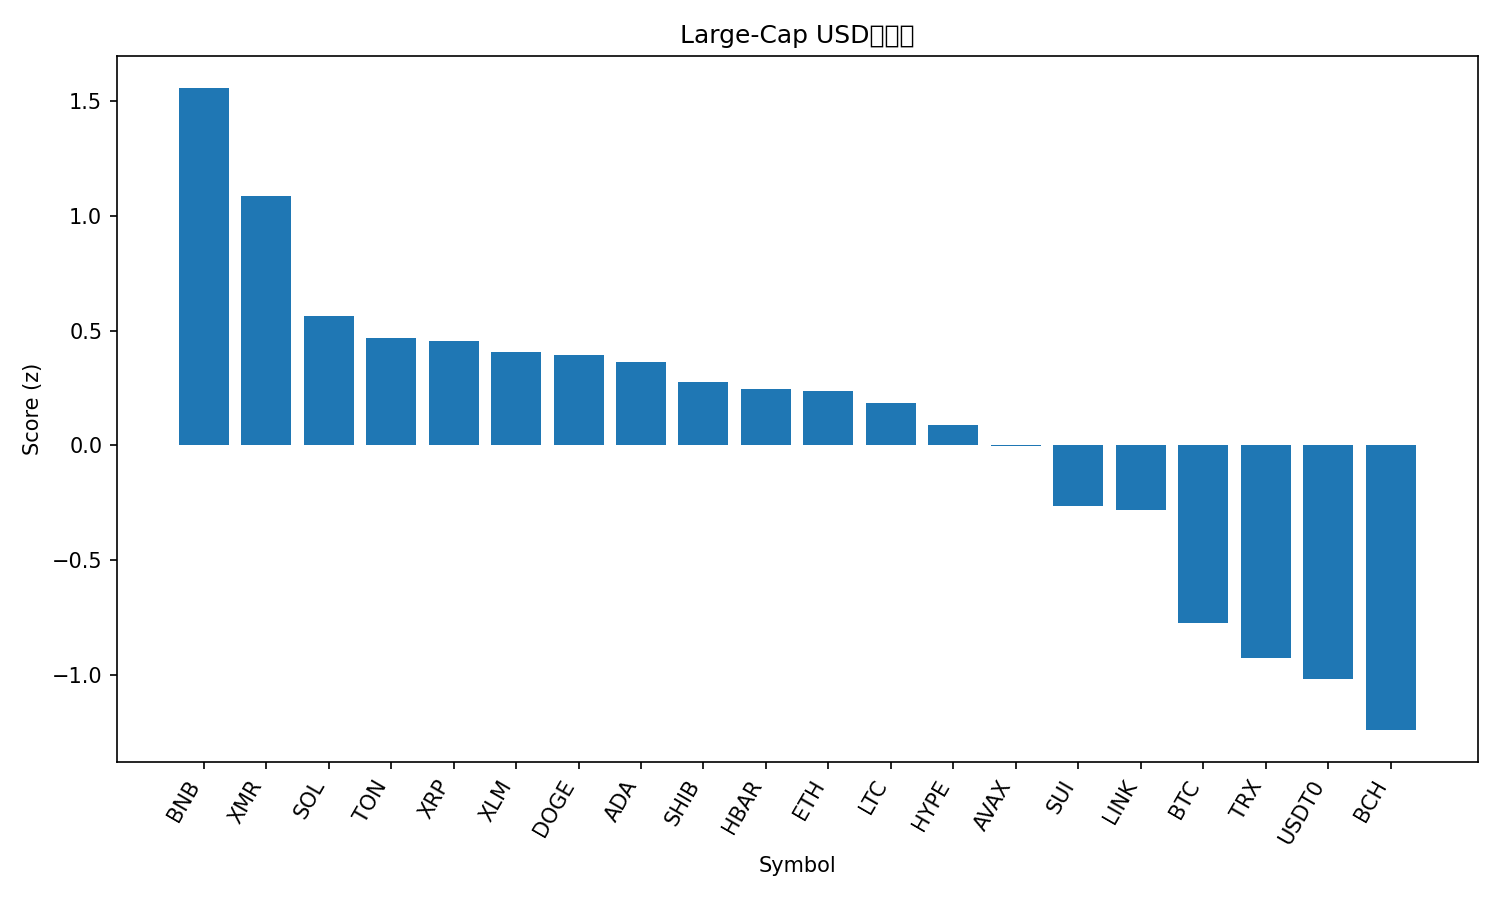 Large-Cap USD
1.5
1.0
0.5
0.0
−0.5
−1.0
Score (z)
BNB
XMR
SOL
TON
XRP
XLM
DOGE
ADA
SHIB
HBAR
ETH
LTC
HYPE
AVAX
SUI
LINK
BTC
TRX
USDT0
BCH
Symbol